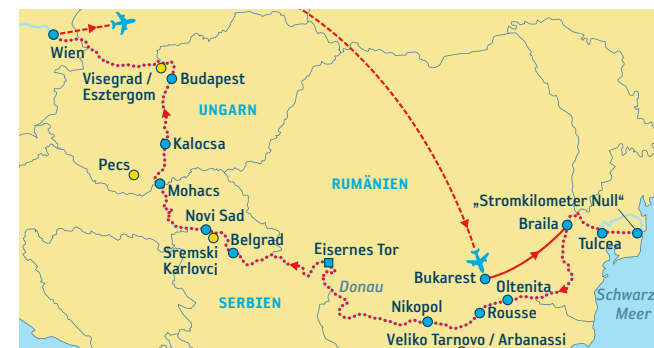 Wien
Visegrad /
Esztergom
Budapest
UNGARN
Kalocsa
Pecs
Mohacs
RUMÄNIEN
„Stromkilometer Null“
Novi Sad
Braila
Sremski
Karlovci
Belgrad
Eisernes Tor
Tulcea
Bukarest
Donau
Oltenita
Schwarz
Meer
SERBIEN
Nikopol
Rousse
Veliko Tarnovo / Arbanassi